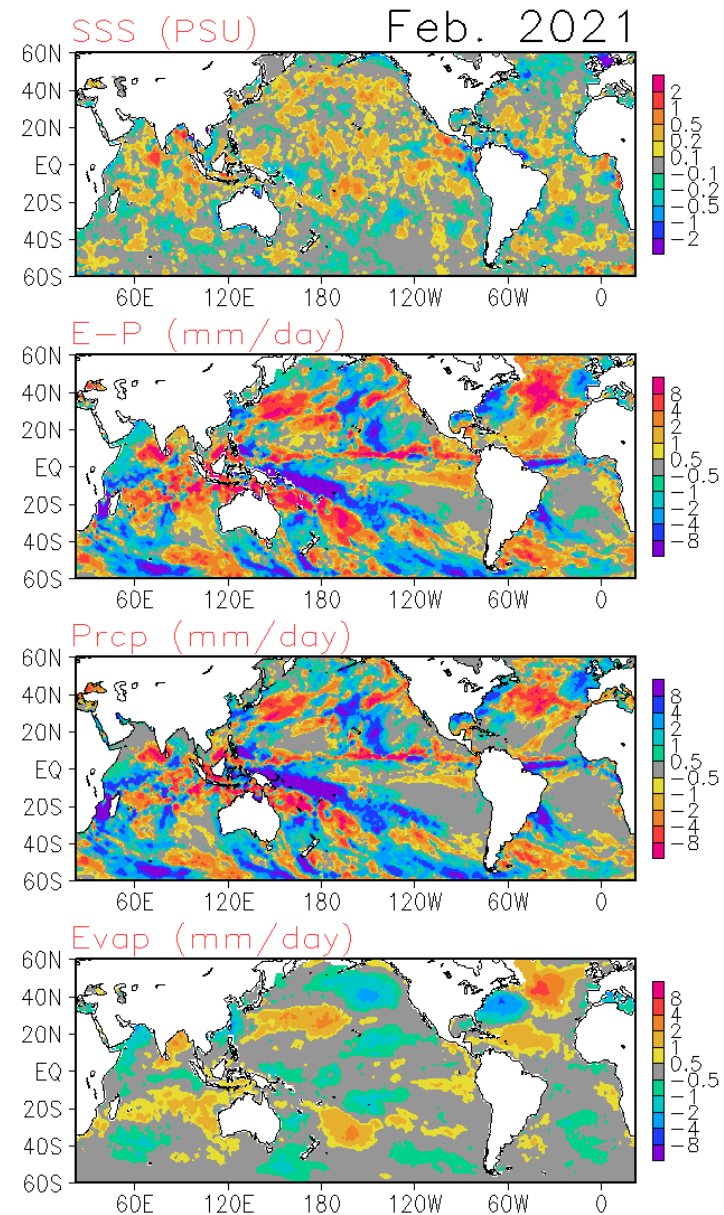 SSS (PSU) Feb. 2021
60N
40N
20N
EQ
20S
40S
60S
60E 120E 180 120W 60W 0
2
1
0.5
0.2
0.1
-0.1
-0.2
-0.5
-1
-2
E-P (mm/day)
60N
40N
20N
EQ
20S
40S
60S
60E 120E 180 120W 60W 0
8
4
2
1
0.5
-0.5
-1
-2
-4
-8
Prcp (mm/day)
60N
40N
20N
EQ
20S
40S
60S
60E 120E 180 120W 60W 0
8
4
2
1
0.5
-0.5
-1
-2
-4
-8
Evap (mm/day)
60N
40N
20N
EQ
20S
40S
60S
60E 120E 180 120W 60W 0
8
4
2
1
0.5
-0.5
-1
-2
-4
-8